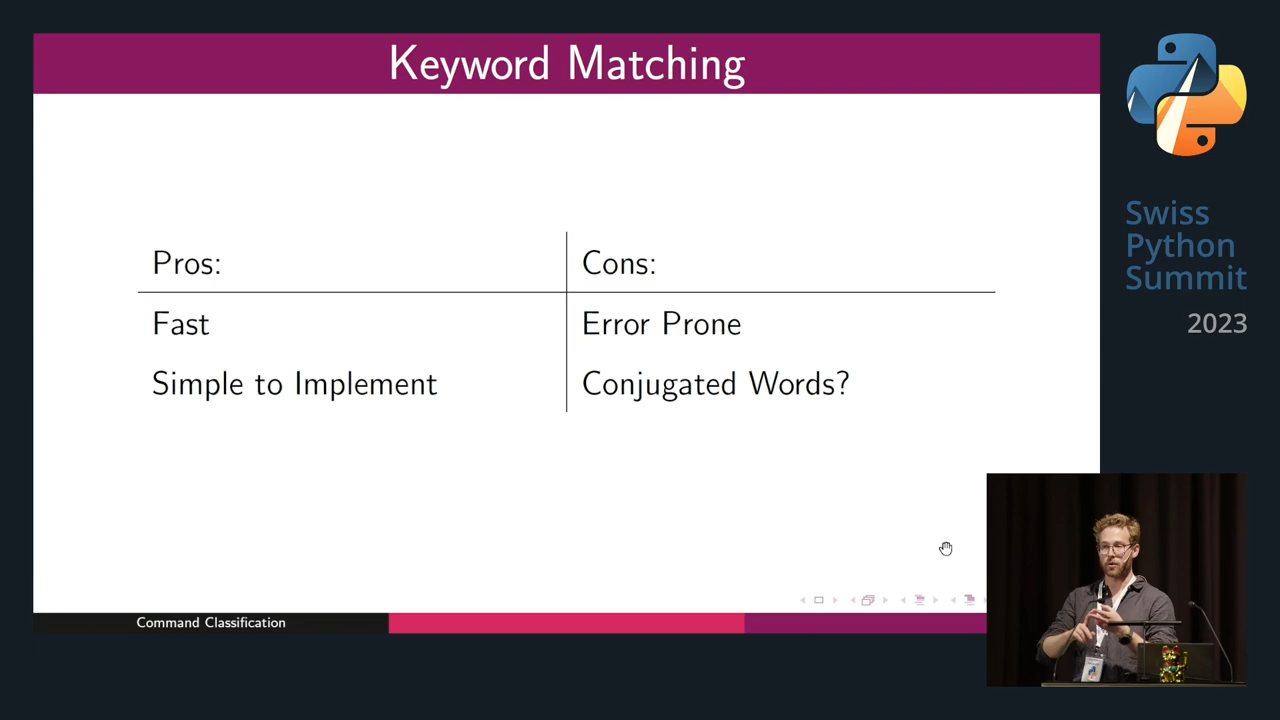 Keyword Matching
Pros:
Cons:
Fast
Error Prone
Simple to Implement
Conjugated Words?
Command Classification
Swiss
Python
Summit
2023